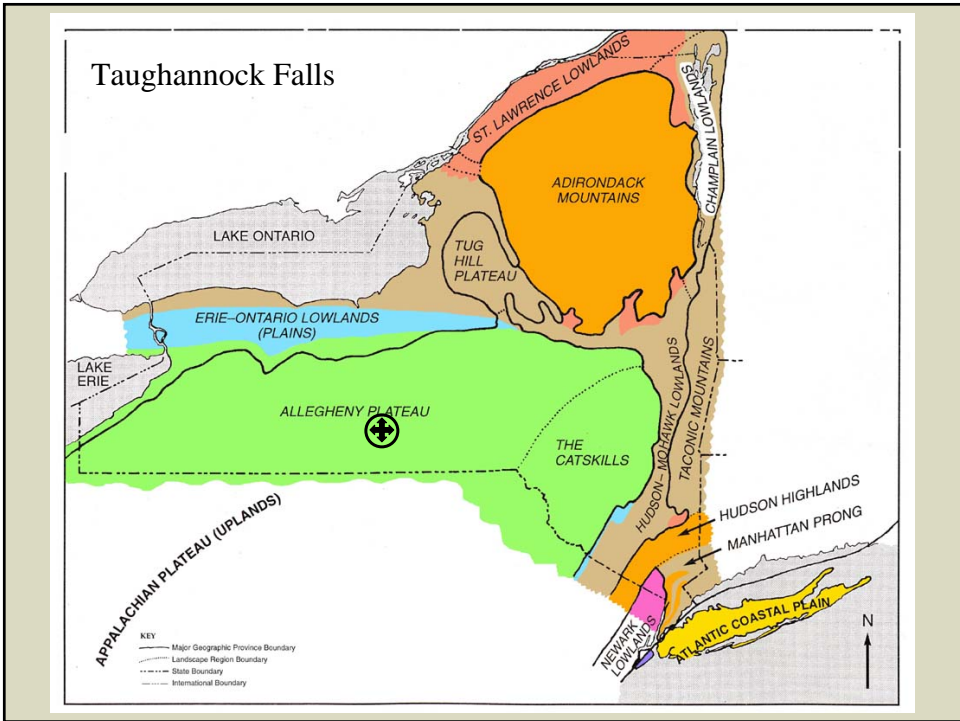 Taughannock Falls
ST. LAWRENCE LOWLANDS
CHAMPLAIN LOWLANDS
ADIRONDACK
MOUNTAINS
LAKE ONTARIO
TUG
HILL
PLATEAU
ERIE–ONTARIO LOWLANDS
(PLAINS)
LAKE
ERIE
ALLEGHENY PLATEAU
THE
CATSKILLS
HUDSON–MOHAWK LOWLANDS
TACONIC MOUNTAINS
HUDSON HIGHLANDS
MANHATTAN PRONG
APPALACHIAN PLATEAU (UPLANDS)
NEWARK
LOWLANDS
ATLANTIC COASTAL PLAIN
N
KEY
Major Geographic Province Boundary
Landscape Region Boundary
State Boundary
International Boundary